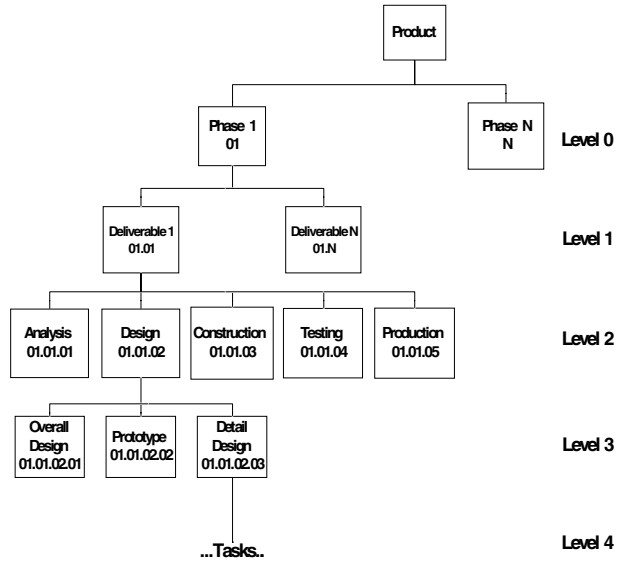 Product
Phase 1
01
Phase N
N
Level 0
Deliverable 1
01.01
Deliverable N
01.N
Level 1
Analysis
01.01.01
Design
01.01.02
Construction
01.01.03
Testing
01.01.04
Production
01.01.05
Level 2
Overall
Design
01.01.02.01
Prototype
01.01.02.02
Detail
Design
01.01.02.03
Level 3
...Tasks..
Level 4